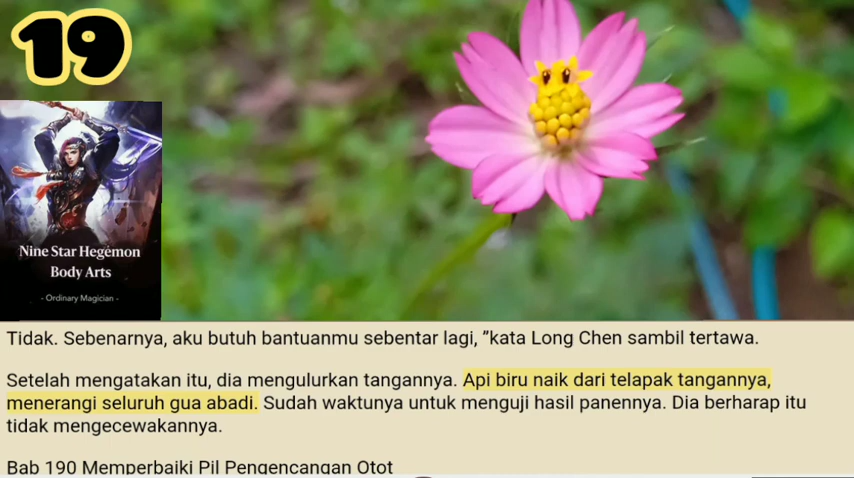 19
Nine Star Hegemon
Body Arts
- Ordinary Magician -
Tidak. Sebenarnya, aku butuh bantuanmu sebentar lagi, ”kata Long Chen sambil tertawa.
Setelah mengatakan itu, dia mengulurkan tangannya. Api biru naik dari telapak tangannya,
menerangi seluruh gua abadi. Sudah waktunya untuk menguji hasil panennya. Dia berharap itu
tidak mengecewakannya.
Bab 190 Memperbaiki Pil Pengencangan Otot